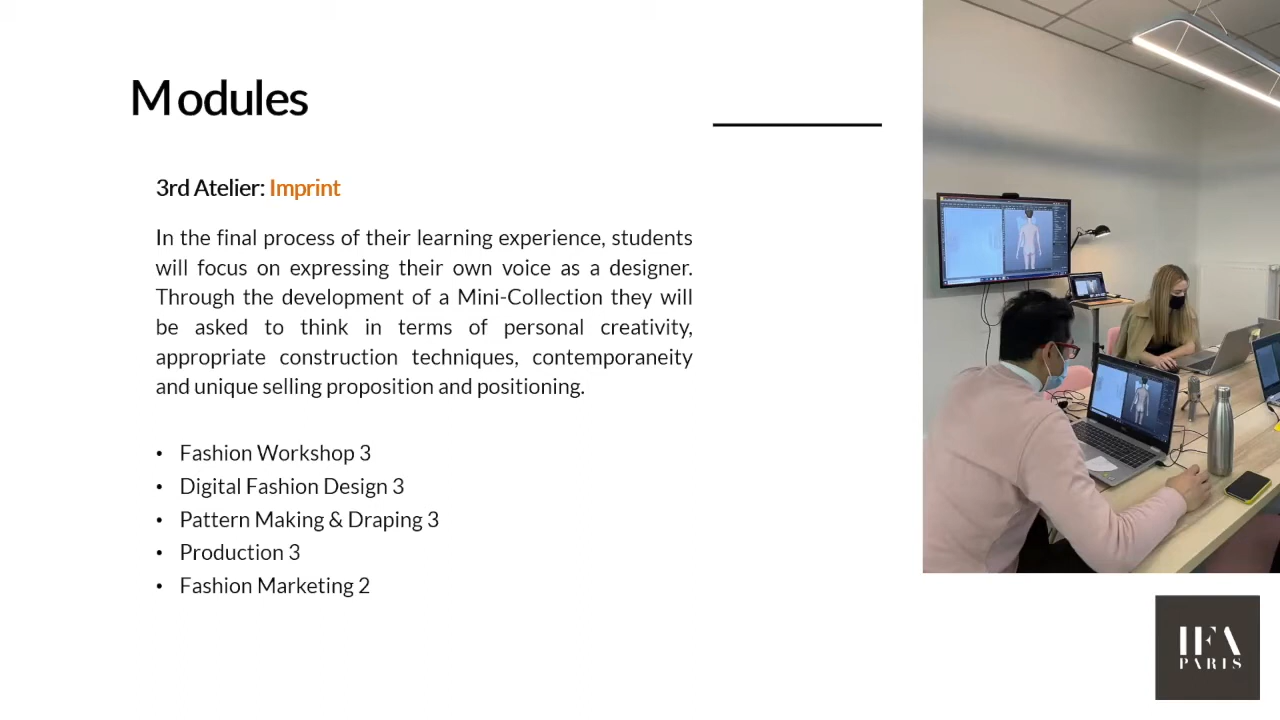 Modules
3rd Atelier: Imprint
In the final process of their learning experience, students
will focus on expressing their own voice as a designer.
Through the development of a Mini-Collection they will
be asked to think in terms of personal creativity,
appropriate construction techniques, contemporaneity
and unique selling proposition and positioning.
• Fashion Workshop 3
• Digital Fashion Design 3
• Pattern Making & Draping 3
• Production 3
• Fashion Marketing 2
IFA
PARIS